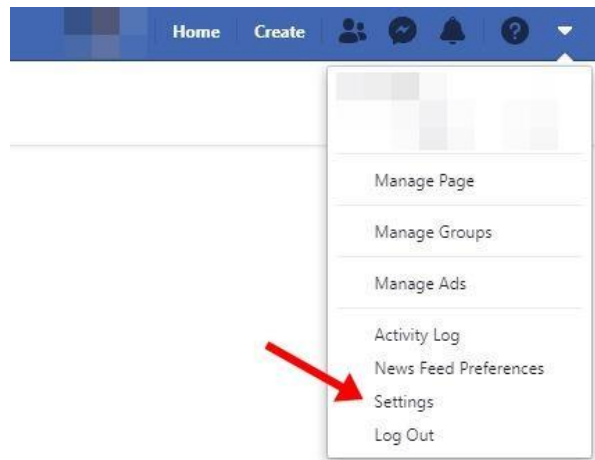 Home Create
Manage Page
Manage Groups
Manage Ads
Activity Log
News Feed Preferences
Settings
Log Out